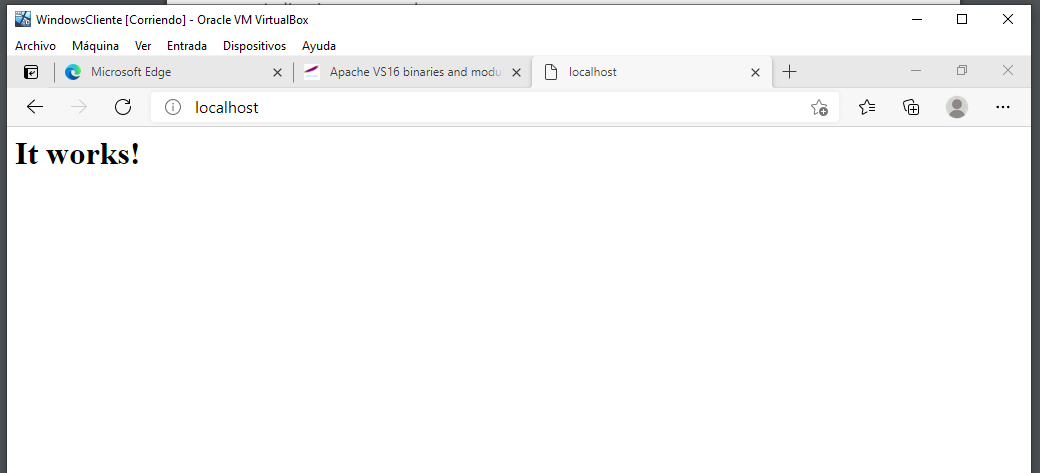 WindowsCliente [Corriendo] - Oracle VM VirtualBox
Archivo Máquina Ver Entrada Dispositivos Ayuda
Microsoft Edge Apache VS16 binaries and modu localhost
localhost
It works!